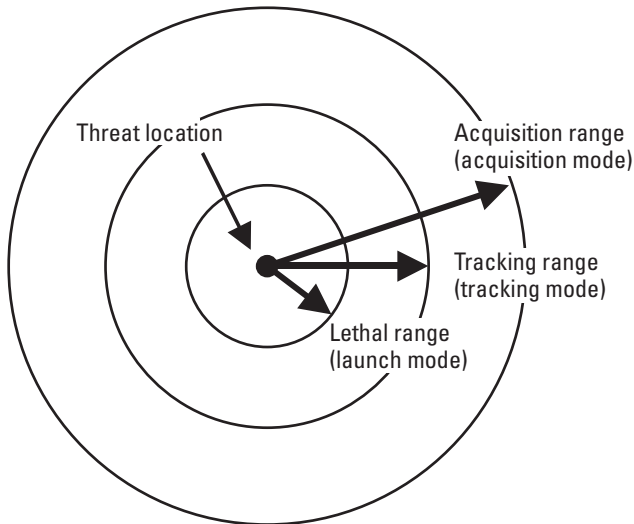 Threat location
Acquisition range
(acquisition mode)
Tracking range
(tracking mode)
Lethal range
(launch mode)